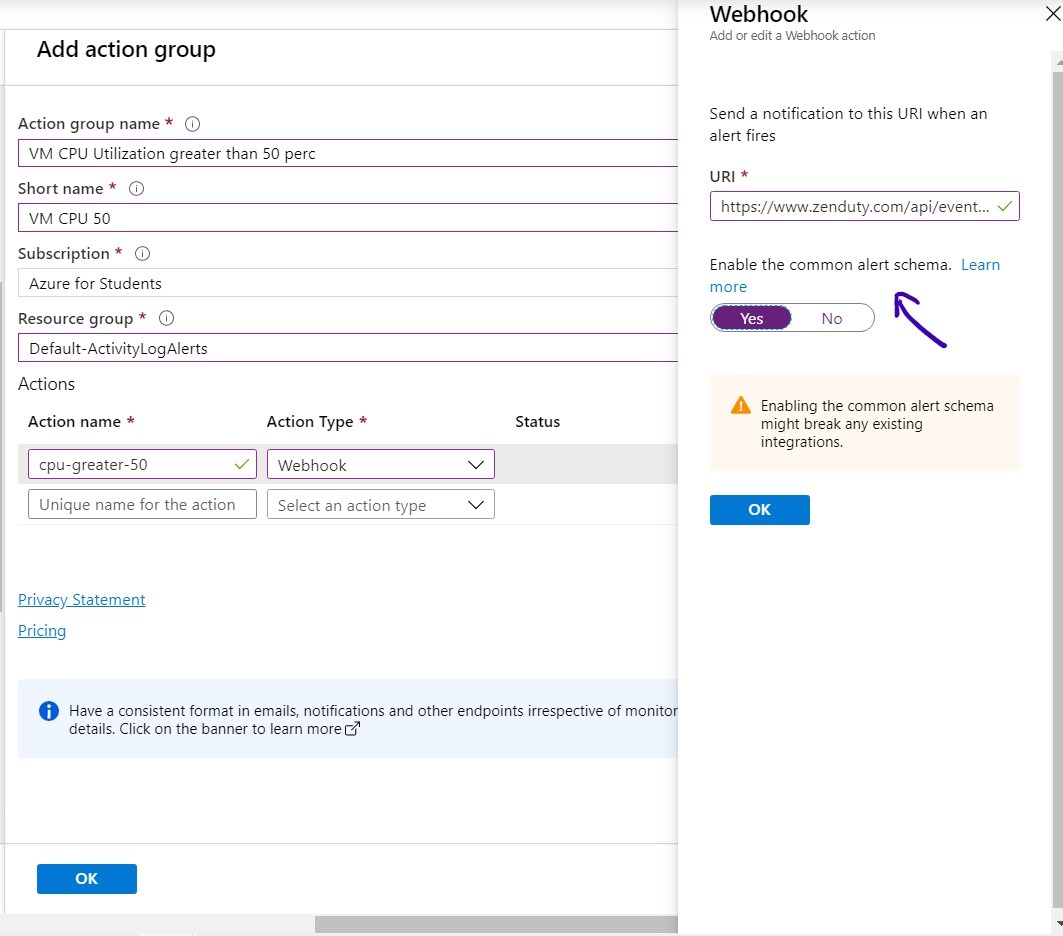 Add action group
Action group name *
VM CPU Utilization greater than 50 perc
Short name *
VM CPU 50
Subscription *
Azure for Students
Resource group *
Default-ActivityLogAlerts
Actions
Action name * Action Type * Status
cpu-greater-50 Webhook
Unique name for the action Select an action type
Privacy Statement
Pricing
Have a consistent format in emails, notifications and other endpoints irrespective of monitor
details. Click on the banner to learn more
OK
Webhook
Add or edit a Webhook action
Send a notification to this URI when an
alert fires
URI *
https://www.zenduty.com/api/event...
Enable the common alert schema. Learn
more
Yes No
Enabling the common alert schema
might break any existing
integrations.
OK